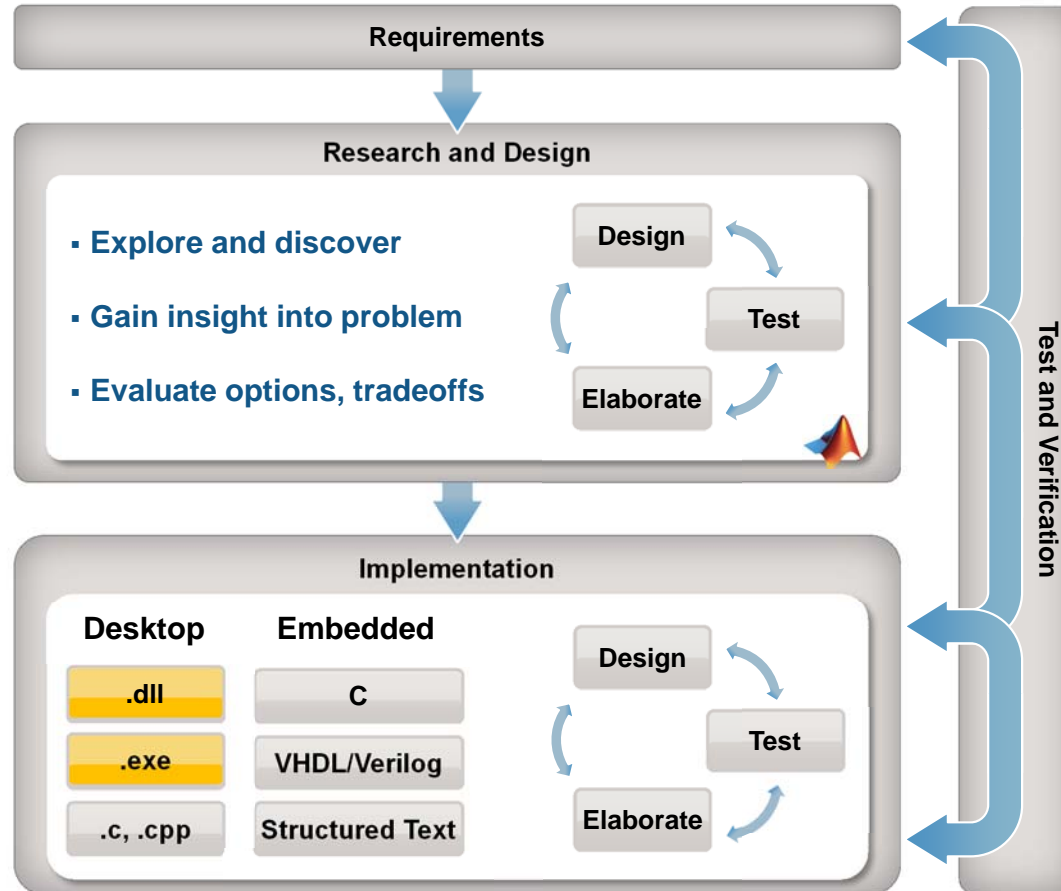 Requirements
Research and Design
▪ Explore and discover
▪ Gain insight into problem
▪ Evaluate options, tradeoffs
Design
Test
Elaborate
Implementation
Desktop
.dll
.exe
.c, .cpp
Embedded
C
VHDL/Verilog
Structured Text
Design
Test
Elaborate
Test and Verification